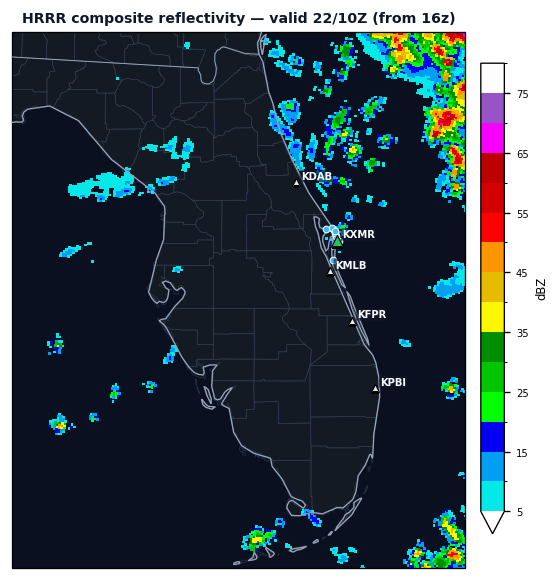 HRRR composite reflectivity — valid 22/10Z (from 16z)
KDAB
KXMR
KMLB
KFPR
KPBI
75
65
55
45
35
25
15
5
dBZ